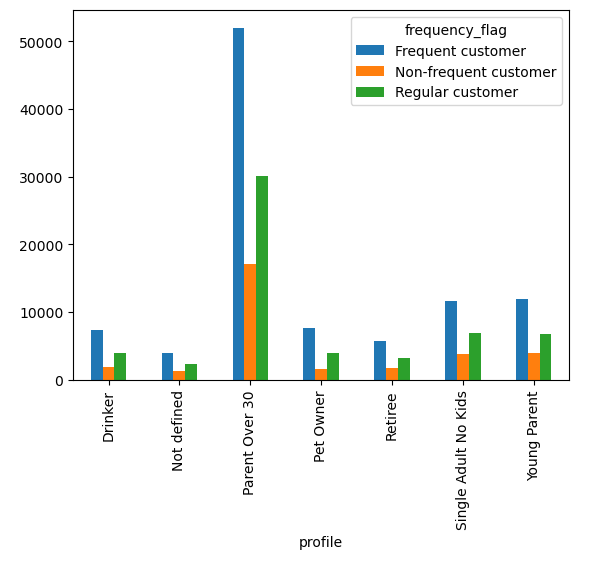 frequency_flag
Frequent customer
Non-frequent customer
Regular customer
50000
40000
30000
20000
10000
0
Drinker
Not defined
Parent Over 30
Pet Owner
Retiree
Single Adult No Kids
Young Parent
profile